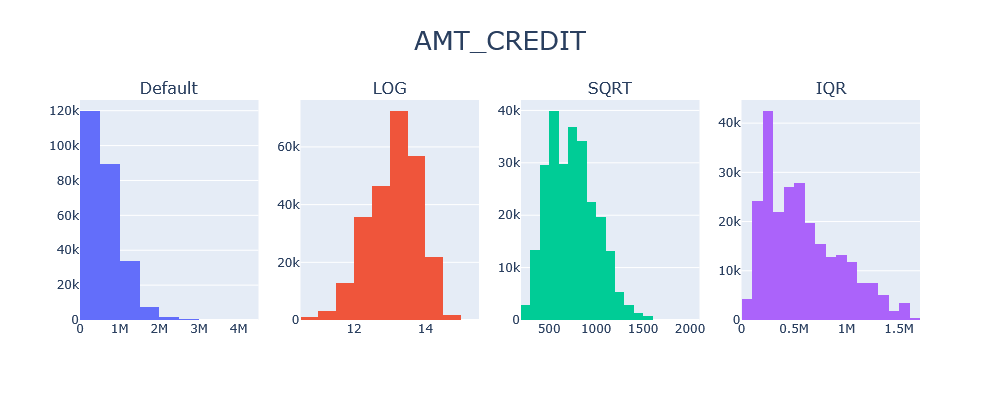 AMT_CREDIT
Default
LOG
SQRT
IQR
120k
100k
80k
60k
40k
20k
0
0 1M 2M 3M 4M
60k
40k
20k
0
12 14
40k
30k
20k
10k
0
500 1000 1500 2000
40k
30k
20k
10k
0
0 0.5M 1M 1.5M